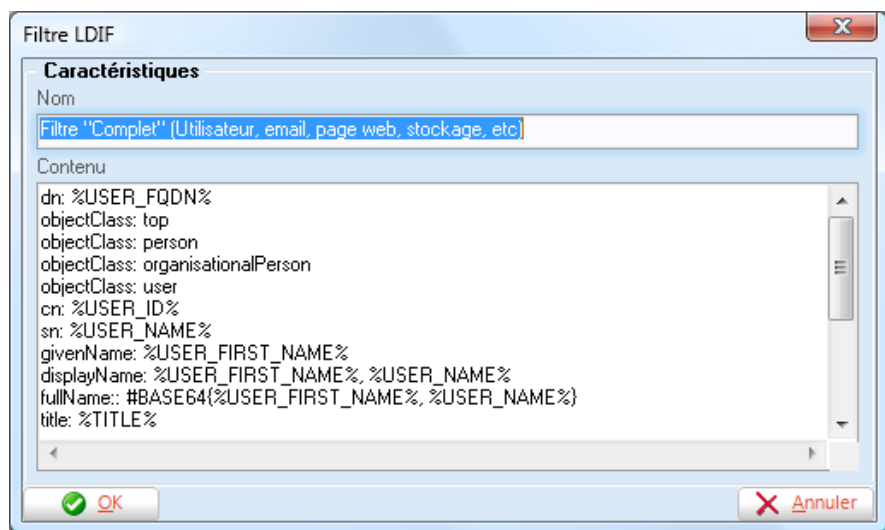 Filtre LDIF
Caractéristiques
Nom
Filtre "Complet" (Utilisateur, email, page web, stockage, etc)
Contenu
dn: %USER_FQDN%
objectClass: top
objectClass: person
objectClass: organisationalPerson
objectClass: user
cn: %USER_ID%
sn: %USER_NAME%
givenName: %USER_FIRST_NAME%
displayName: %USER_FIRST_NAME%, %USER_NAME%
fullName:: #BASE64{%USER_FIRST_NAME%, %USER_NAME%}
title: %TITLE%
OK
Annuler